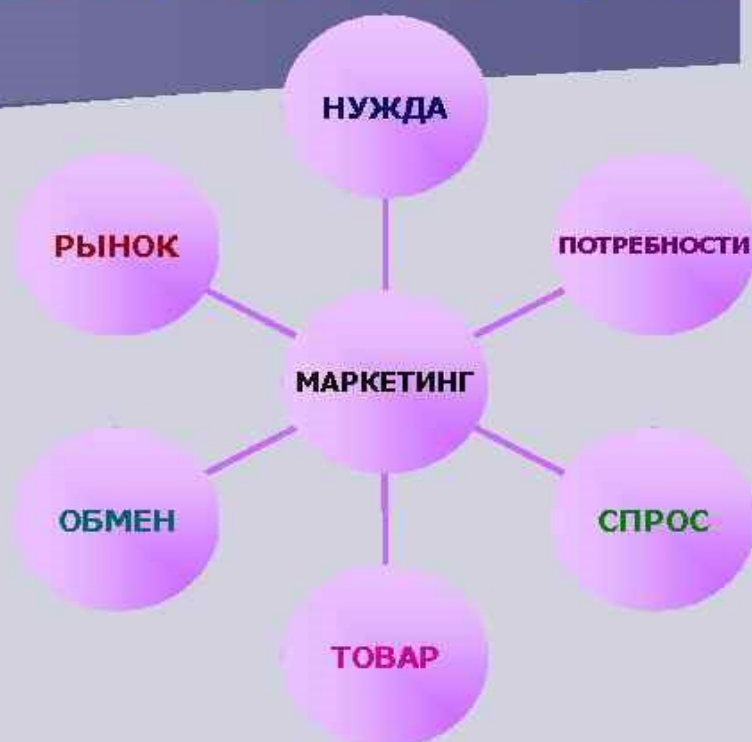 НУЖДА
РЫНОК
ПОТРЕБНОСТИ
МАРКЕТИНГ
ОБМЕН
СПРОС
ТОВАР